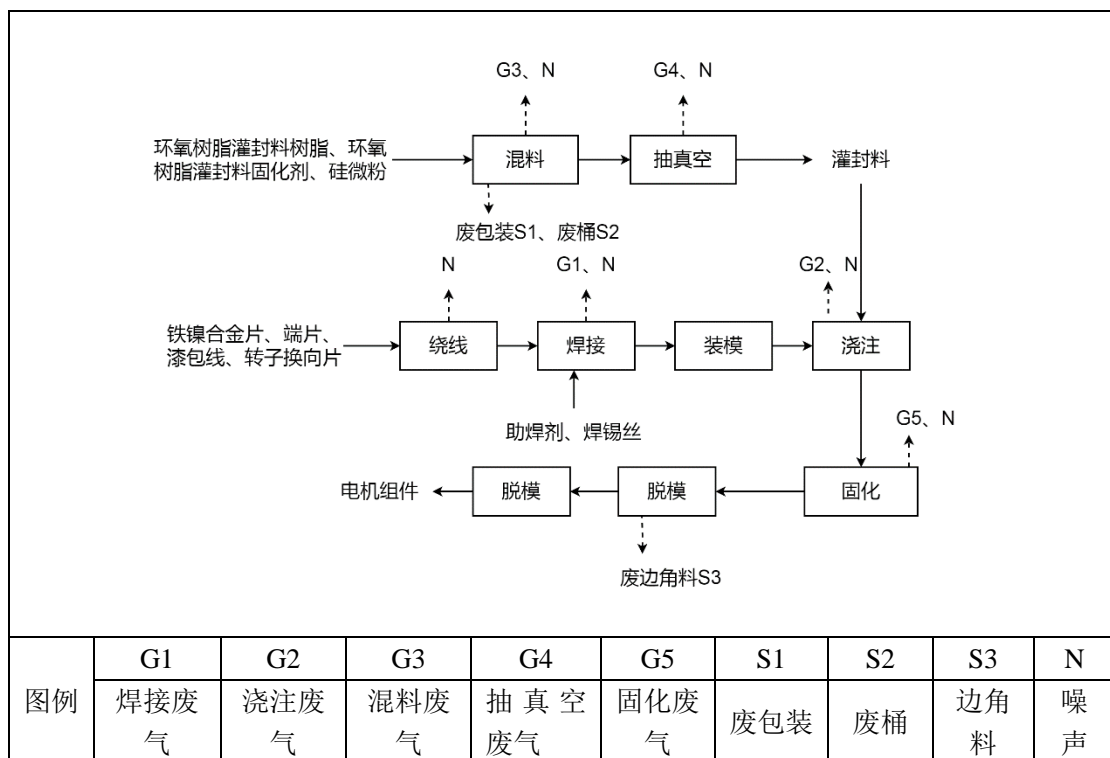 G3、N
G4、N
环氧树脂灌封料树脂、环氧
树脂灌封料固化剂、硅微粉
混料
抽真空
灌封料
废包装S1、废桶S2
N
G1、N
G2、N
铁镍合金片、端片、
漆包线、转子换向片
绕线
焊接
装模
浇注
助焊剂、焊锡丝
G5、N
电机组件
脱模
脱模
固化
废边角料S3
图例
G1
G2
G3
G4
G5
S1
S2
S3
N
焊接废
气
浇注废
气
混料废
气
抽真空
废气
固化废
气
废包装
废桶
边角
料
噪
声